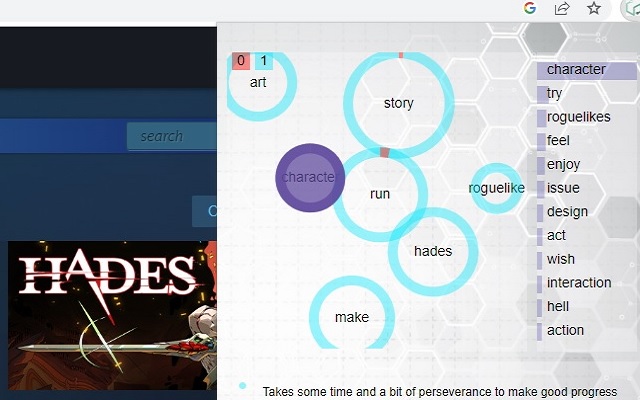 0 1
art
story
character
run
roguelike
hades
make
character
try
roguelikes
feel
enjoy
issue
design
act
wish
interaction
hell
action
search
C
HADES
Takes some time and a bit of perseverance to make good progress